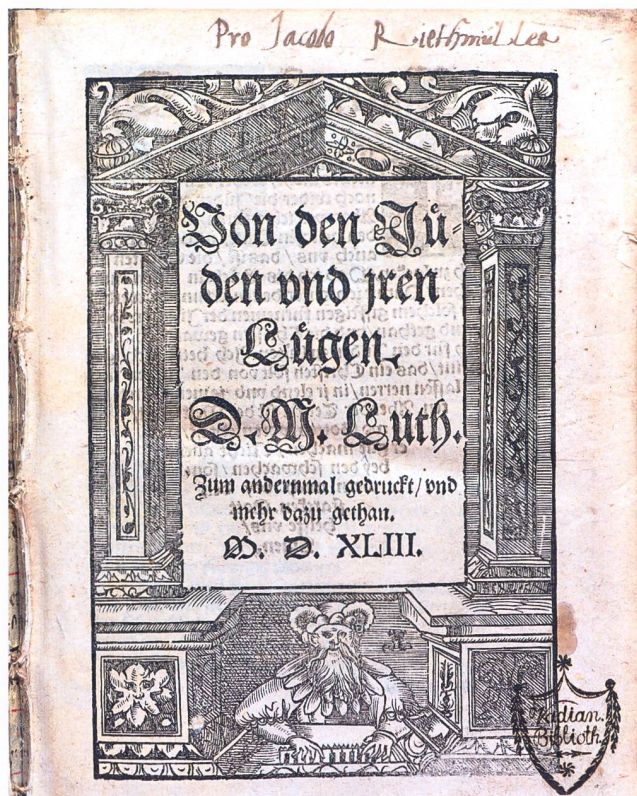 Pro Jacobo Riethmüller
Von den Jü-
den vnd jren
Lügen.
D. M. Luth.
Zum andernmal gedruckt/ vnd
mehr dazu gethan.
M. D. XLIII.
Vadian.
Biblioth.